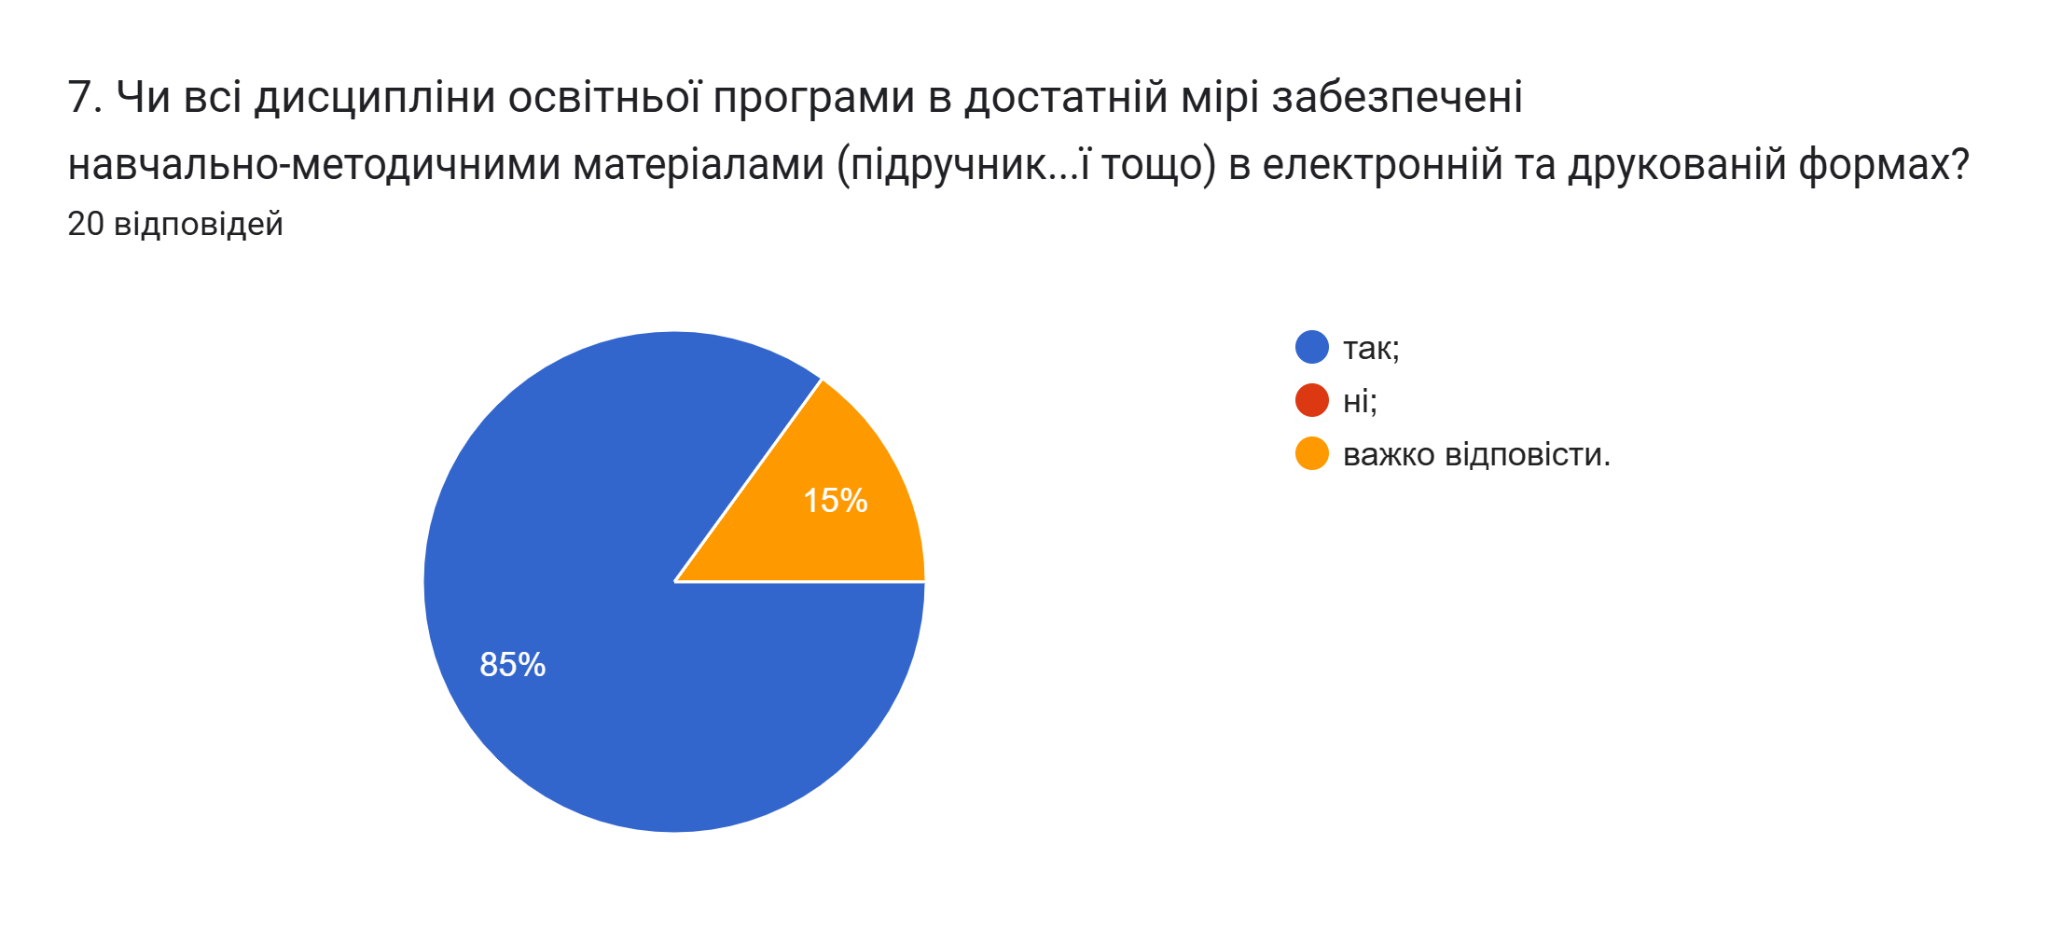 7. Чи всі дисципліни освітньої програми в достатній мірі забезпечені
навчально-методичними матеріалами (підручник...ї тощо) в електронній та друкованій формах?
20 відповідей
так;
ні;
важко відповісти.
15%
85%